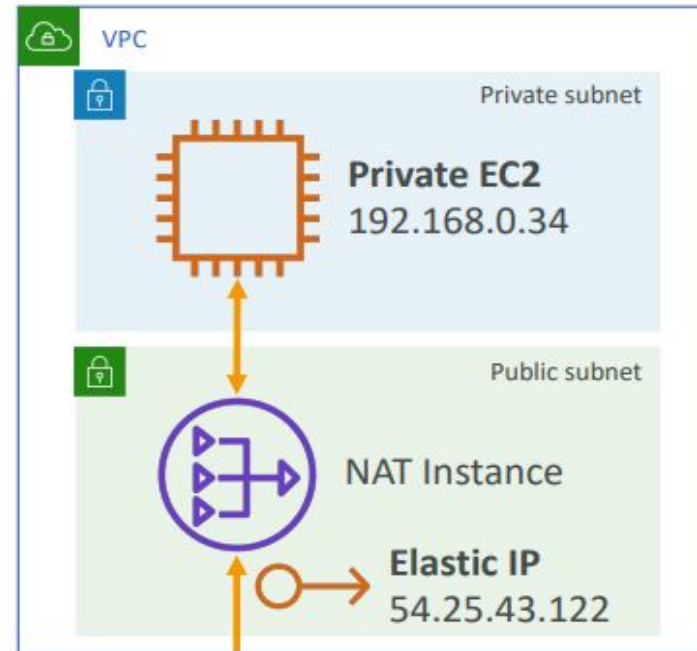 VPC
Private subnet
Private EC2
192.168.0.34
Public subnet
NAT Instance
Elastic IP
54.25.43.122